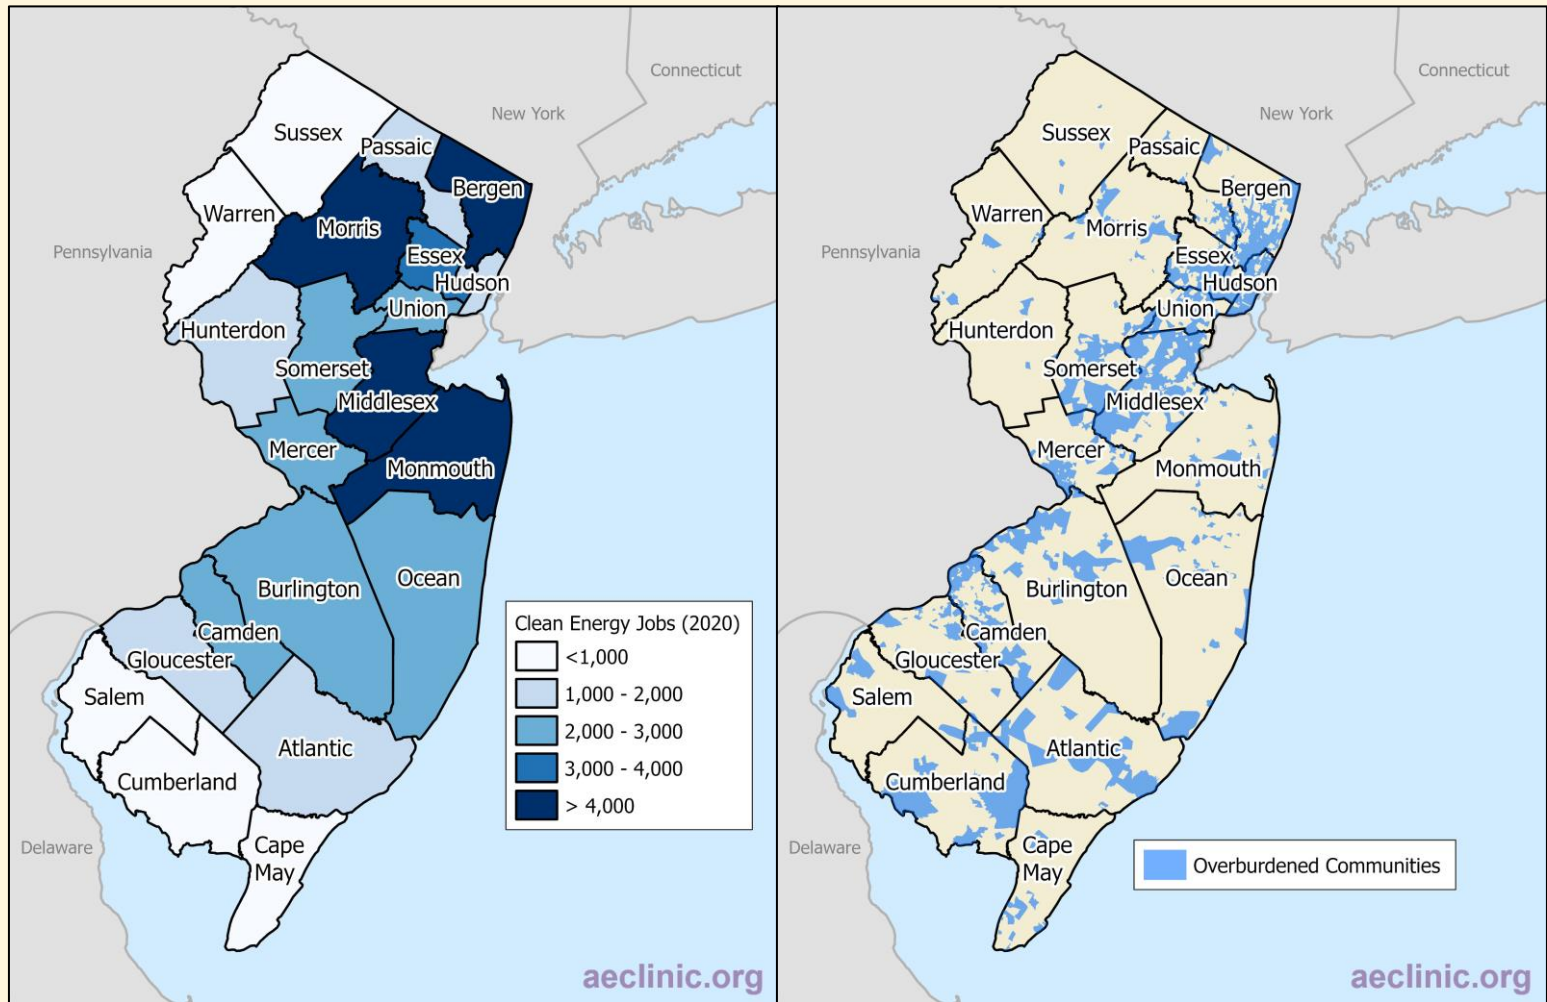 Connecticut
New York
Sussex
Passaic
Bergen
Warren
Morris
Pennsylvania
Essex
Hudson
Union
Hunterdon
Somerset
Middlesex
Mercer
Monmouth
Burlington
Ocean
Camden
Gloucester
Salem
Atlantic
Cumberland
Cape
May
Delaware
Clean Energy Jobs (2020)
<1,000
1,000 - 2,000
2,000 - 3,000
3,000 - 4,000
> 4,000
aeclinic.org
Connecticut
New York
Sussex
Passaic
Bergen
Warren
Morris
Pennsylvania
Essex
Hudson
Union
Hunterdon
Somerset
Middlesex
Mercer
Monmouth
Burlington
Ocean
Camden
Gloucester
Salem
Atlantic
Cumberland
Cape
May
Delaware
Overburdened Communities
aeclinic.org